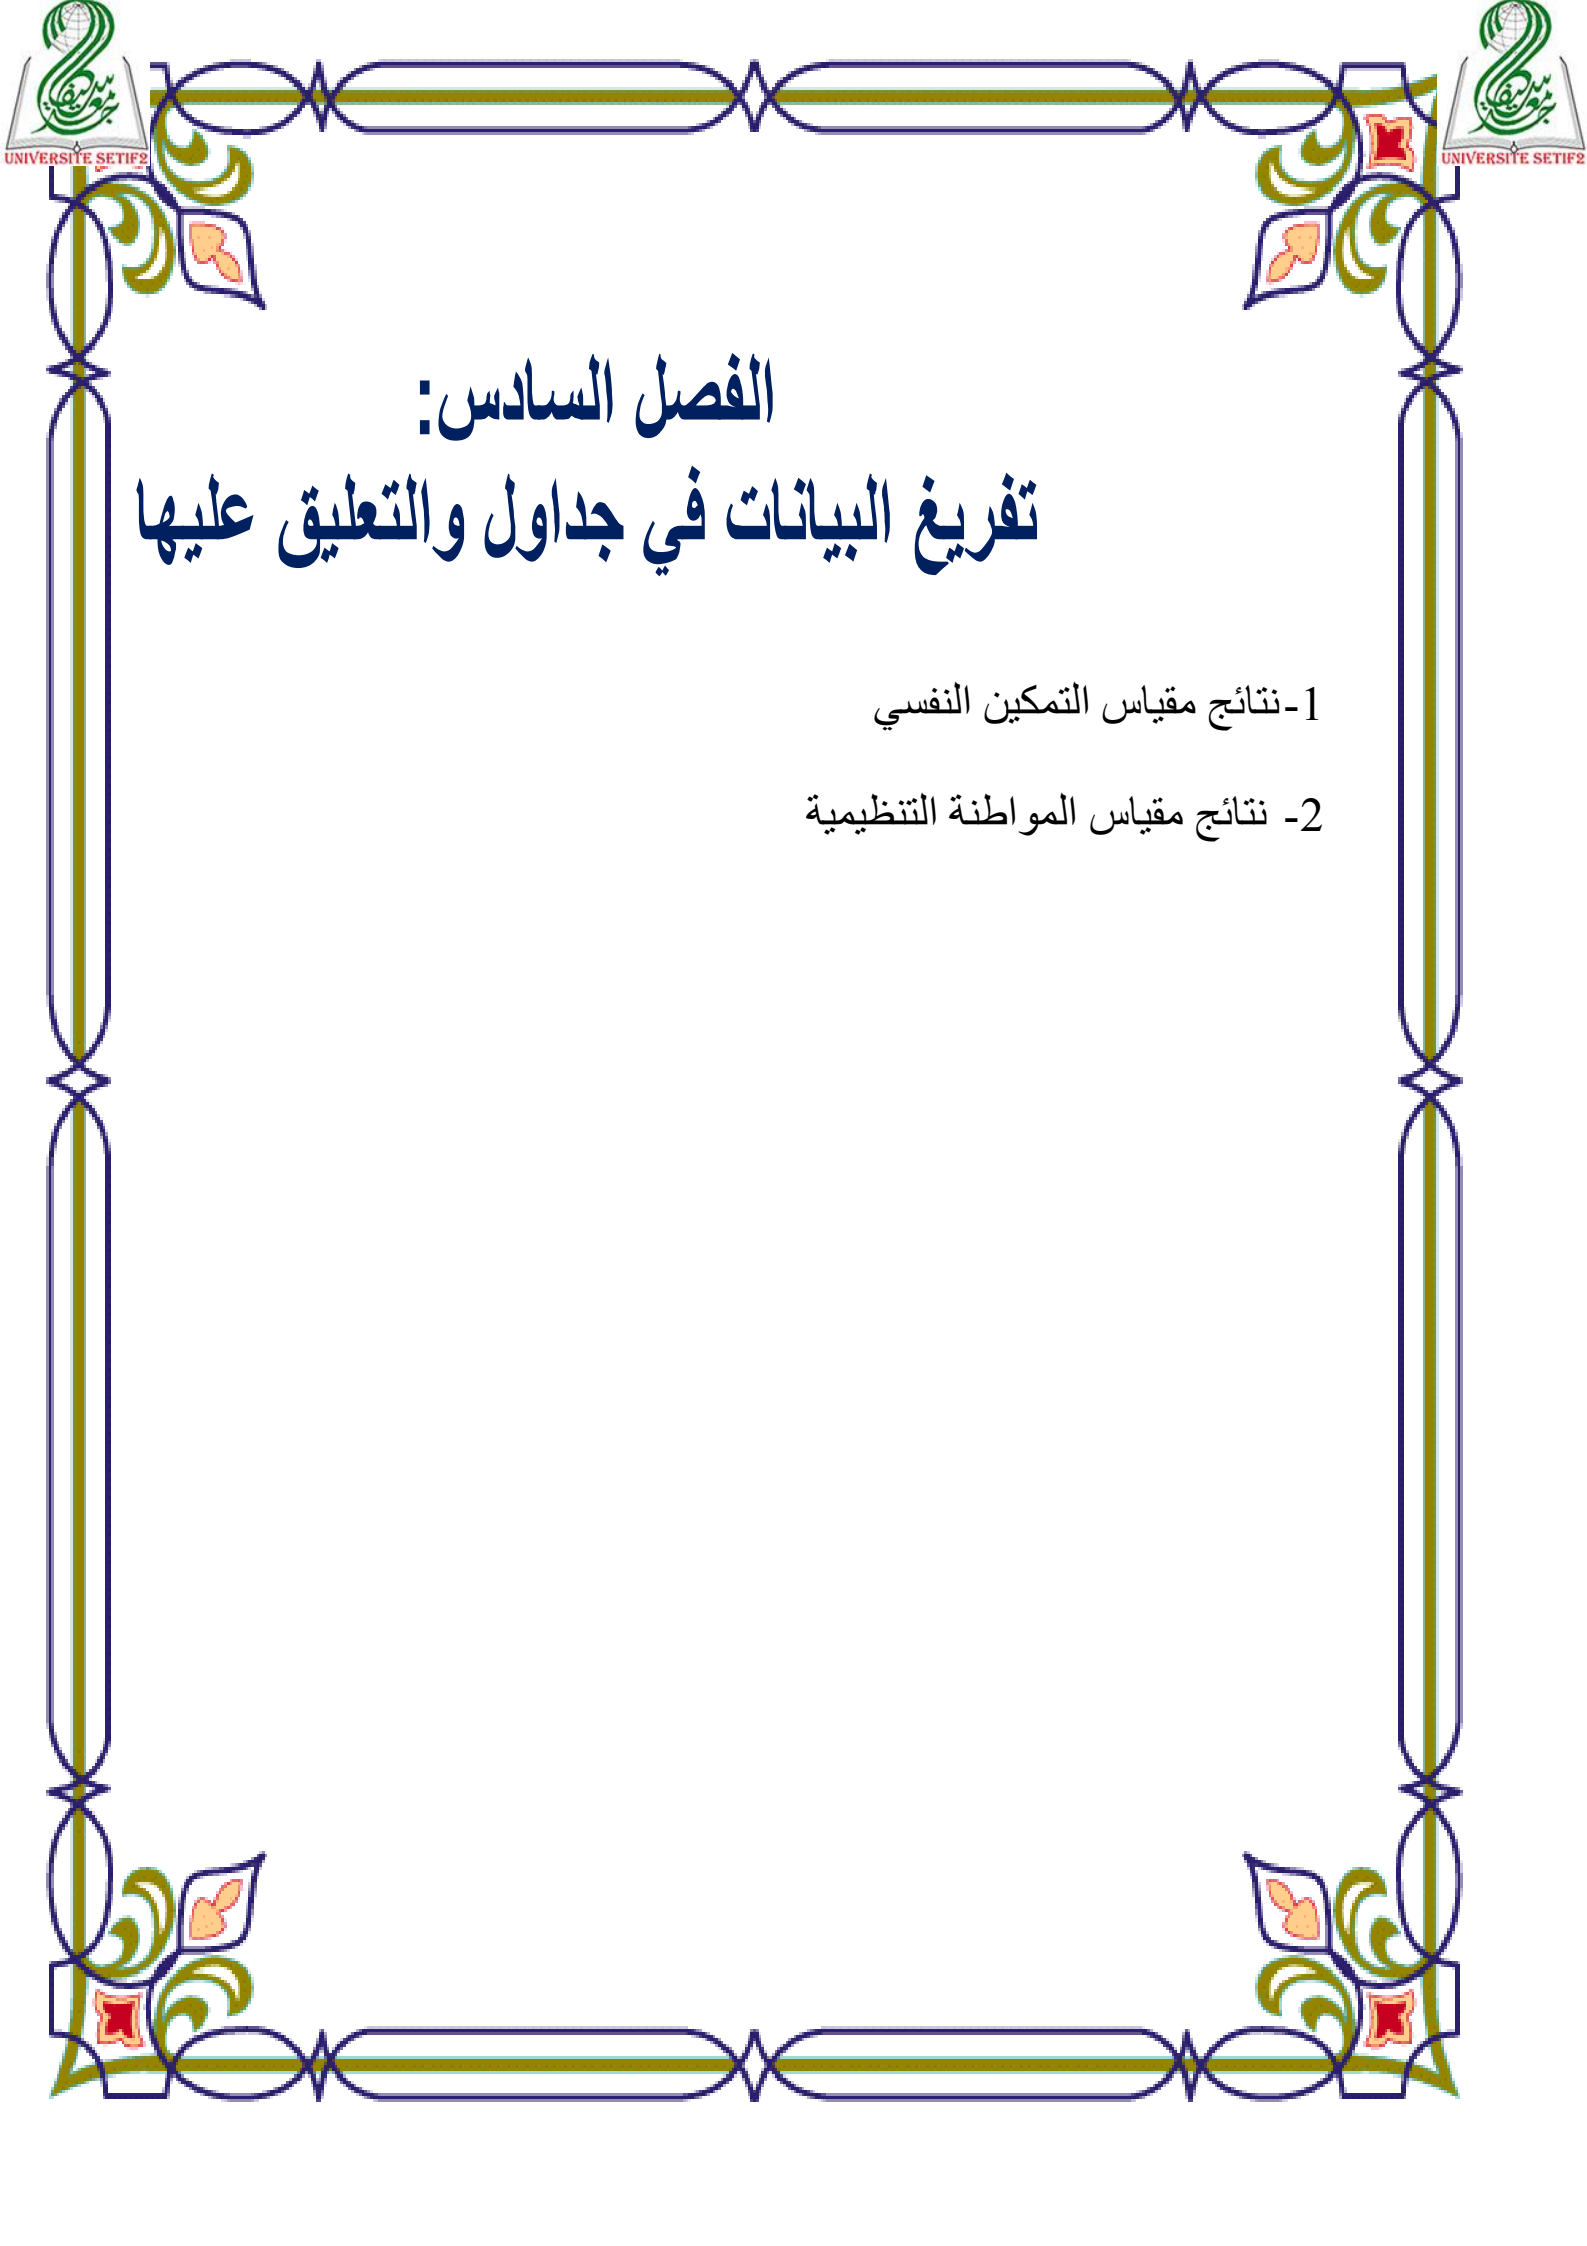 UNIVERSITE SETIF2
UNIVERSITE SETIF2
الفصل السادس:
تفريغ البيانات في جداول والتعليق عليها
1-نتائج مقياس التمكين النفسي
2- نتائج مقياس المواطنة التنظيمية